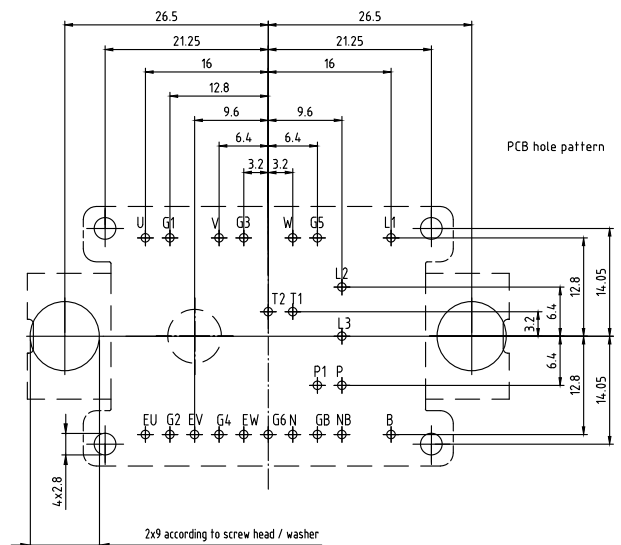 26.5 26.5
21.25 21.25
16 16
12.8
9.6 9.6
6.4 6.4
PCB hole pattern
3.2 3.2
U G1 V G3 W G5 L1
L2
T2 T1
L3
3.2
6.4
12.8
14.05
P1 P
6.4
12.8
14.05
EU G2 EV G4 EW G6 N GB NB B
4x2.8
2x9 according to screw head / washer